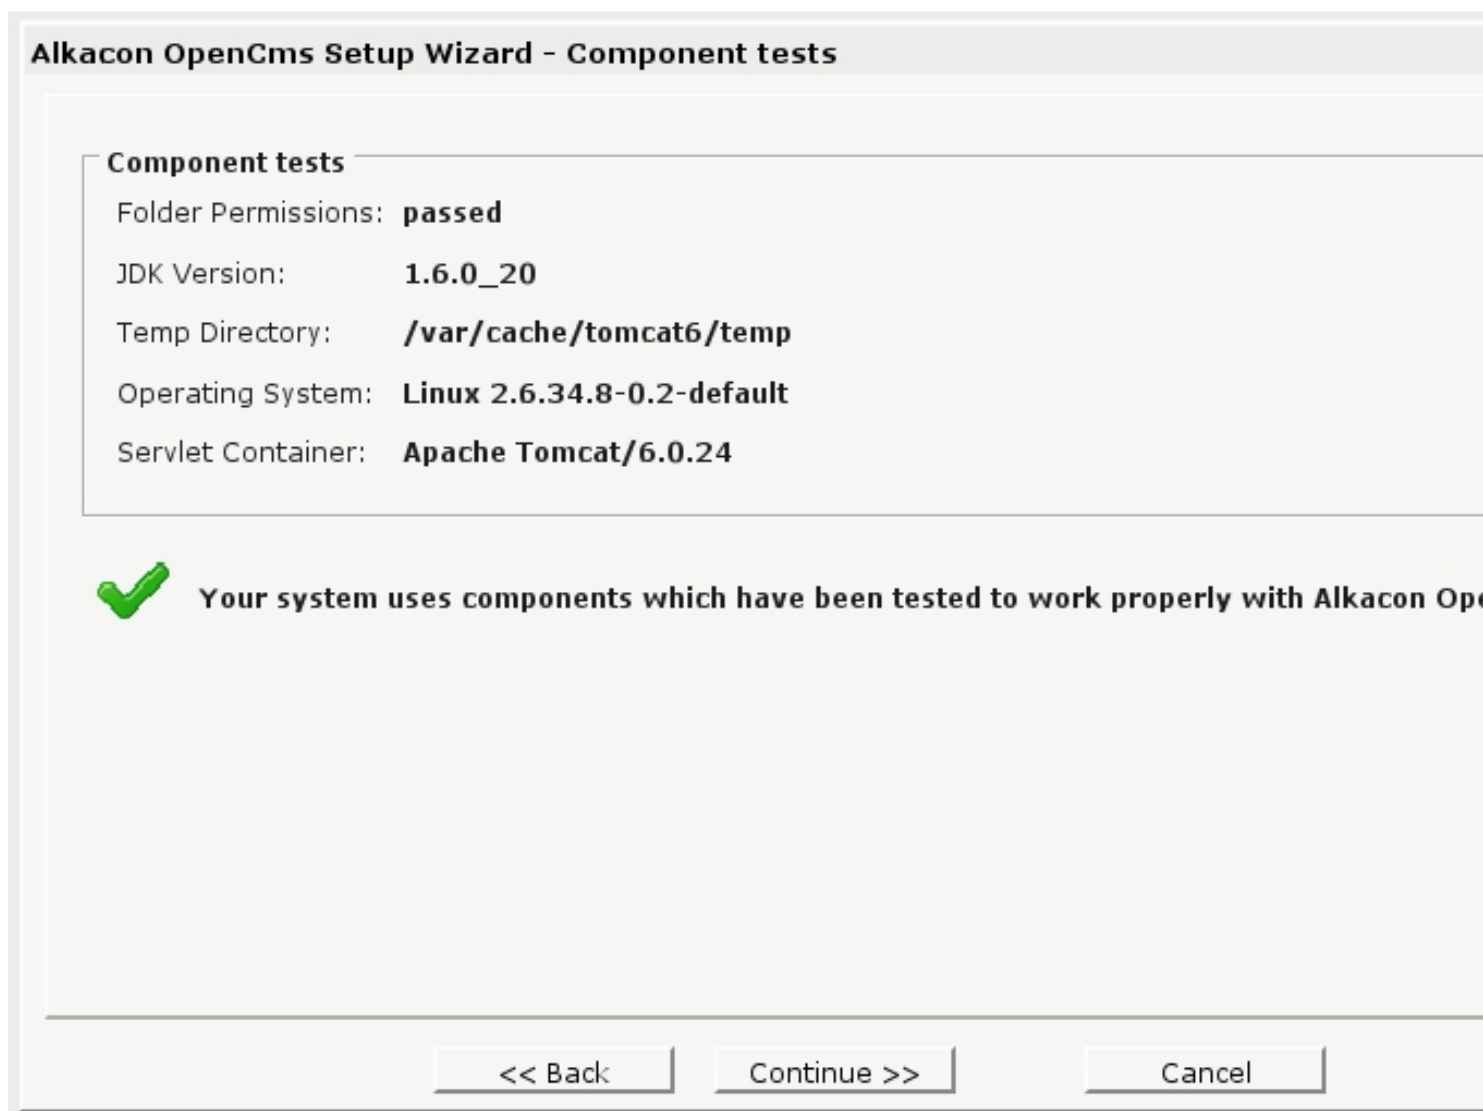 Alkacon OpenCms Setup Wizard - Component tests
Component tests
Folder Permissions: passed
JDK Version: 1.6.0_20
Temp Directory: /var/cache/tomcat6/temp
Operating System: Linux 2.6.34.8-0.2-default
Servlet Container: Apache Tomcat/6.0.24
Your system uses components which have been tested to work properly with Alkacon Ope
<< Back Continue >> Cancel